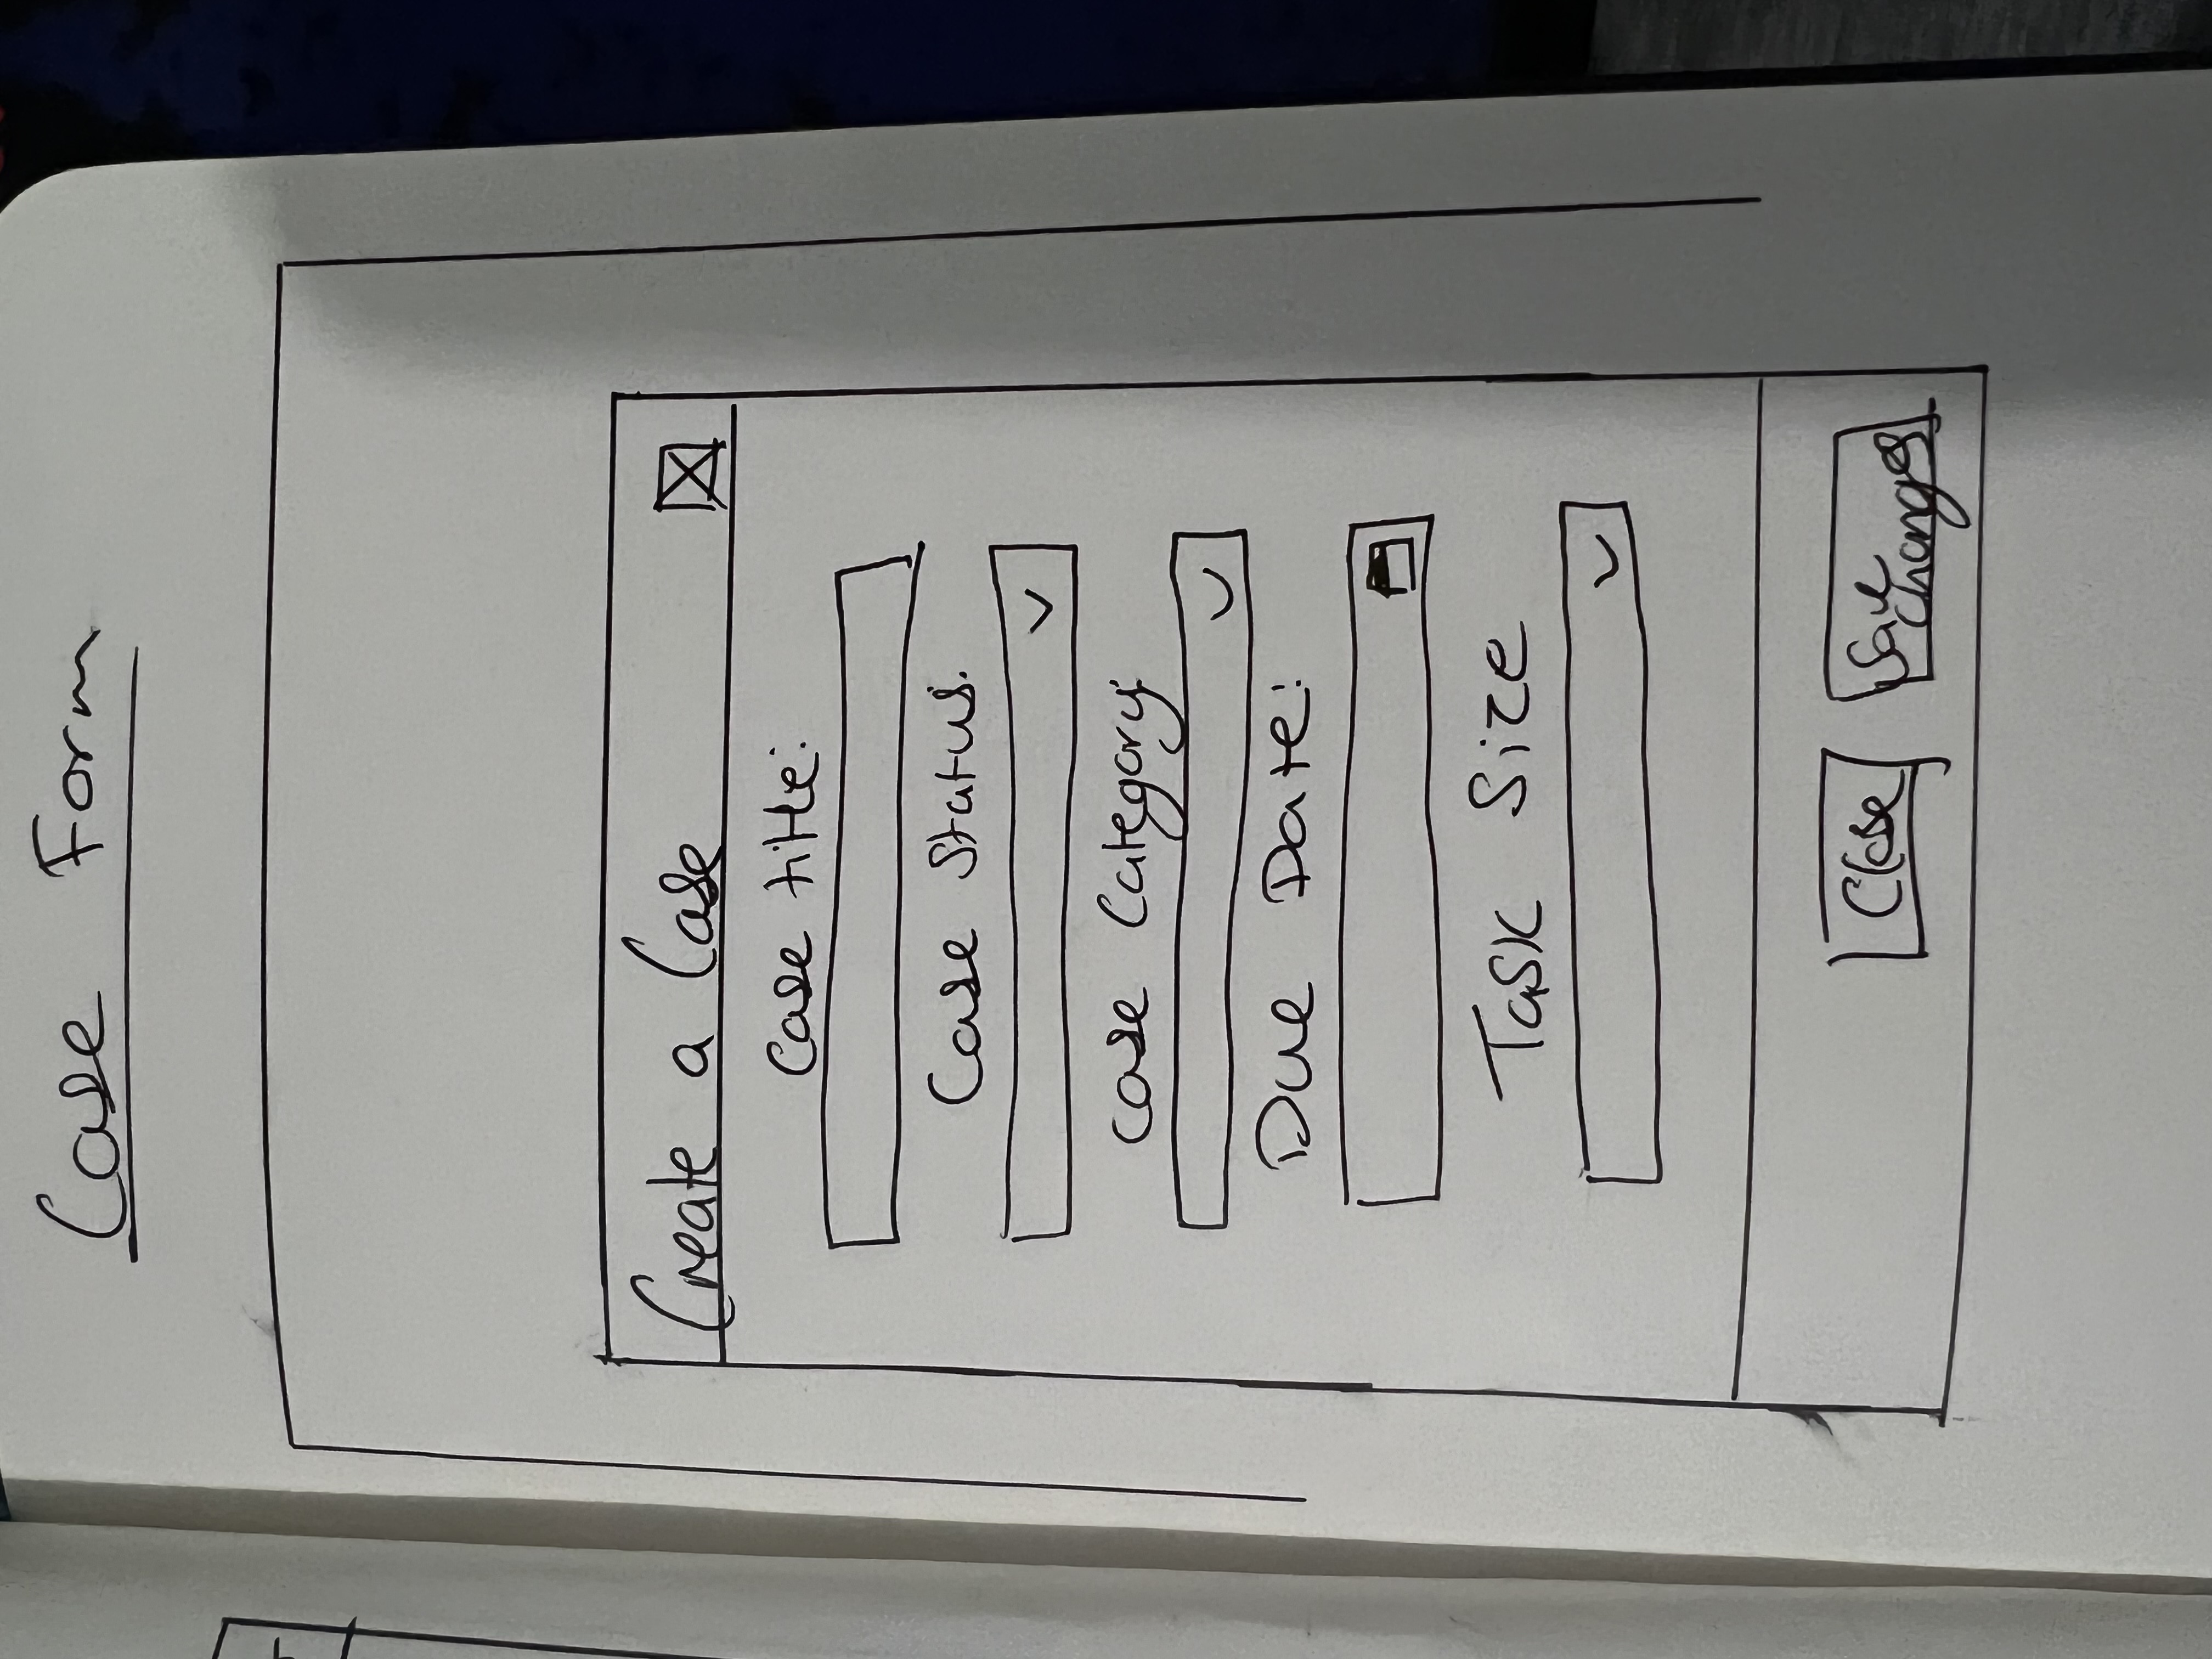 Case Form
Create a Case
Case title:
Case Status:
Case Category:
Due Date:
Task Size
Close
Save
changes